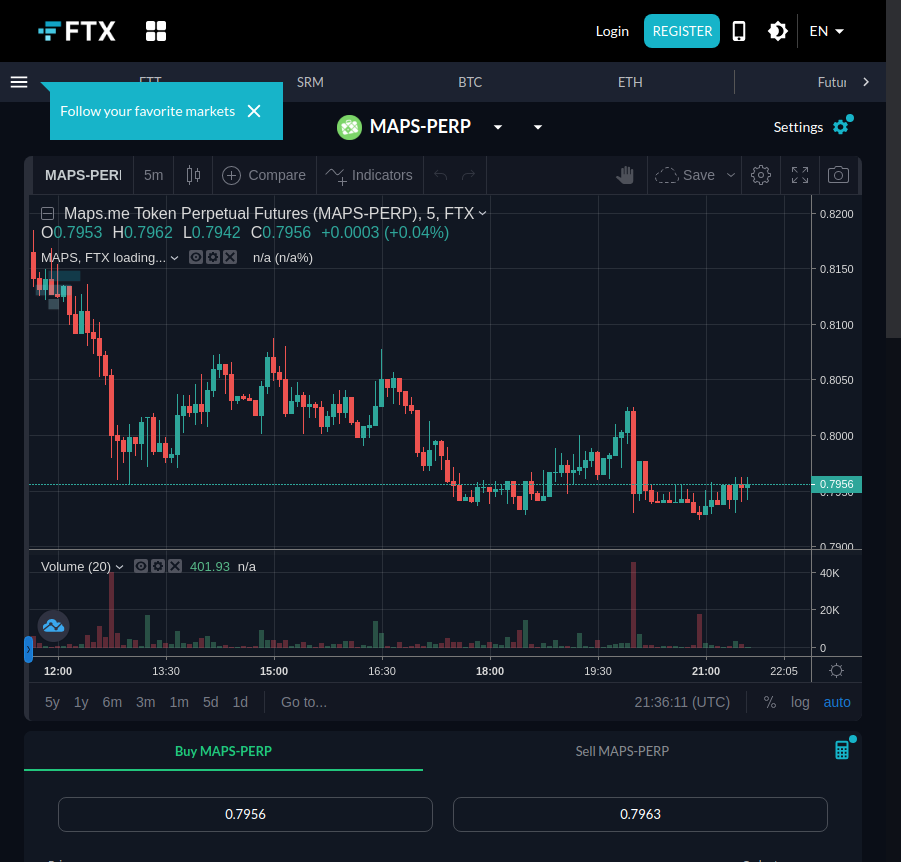 FTX
Login
REGISTER
EN
FTT
SRM
BTC
ETH
Futur
Follow your favorite markets
MAPS-PERP
Settings
MAPS-PERP
5m
Compare
Indicators
Save
Maps.me Token Perpetual Futures (MAPS-PERP), 5, FTX
O0.7953 H0.7962 L0.7942 C0.7956 +0.0003 (+0.04%)
MAPS, FTX loading... n/a (n/a%)
0.8200
0.8150
0.8100
0.8050
0.8000
0.7956
0.7950
0.7900
Volume (20) 401.93 n/a
40K
20K
0
12:00 13:30 15:00 16:30 18:00 19:30 21:00 22:05
5y 1y 6m 3m 1m 5d 1d Go to... 21:36:11 (UTC) % log auto
Buy MAPS-PERP
Sell MAPS-PERP
0.7956
0.7963